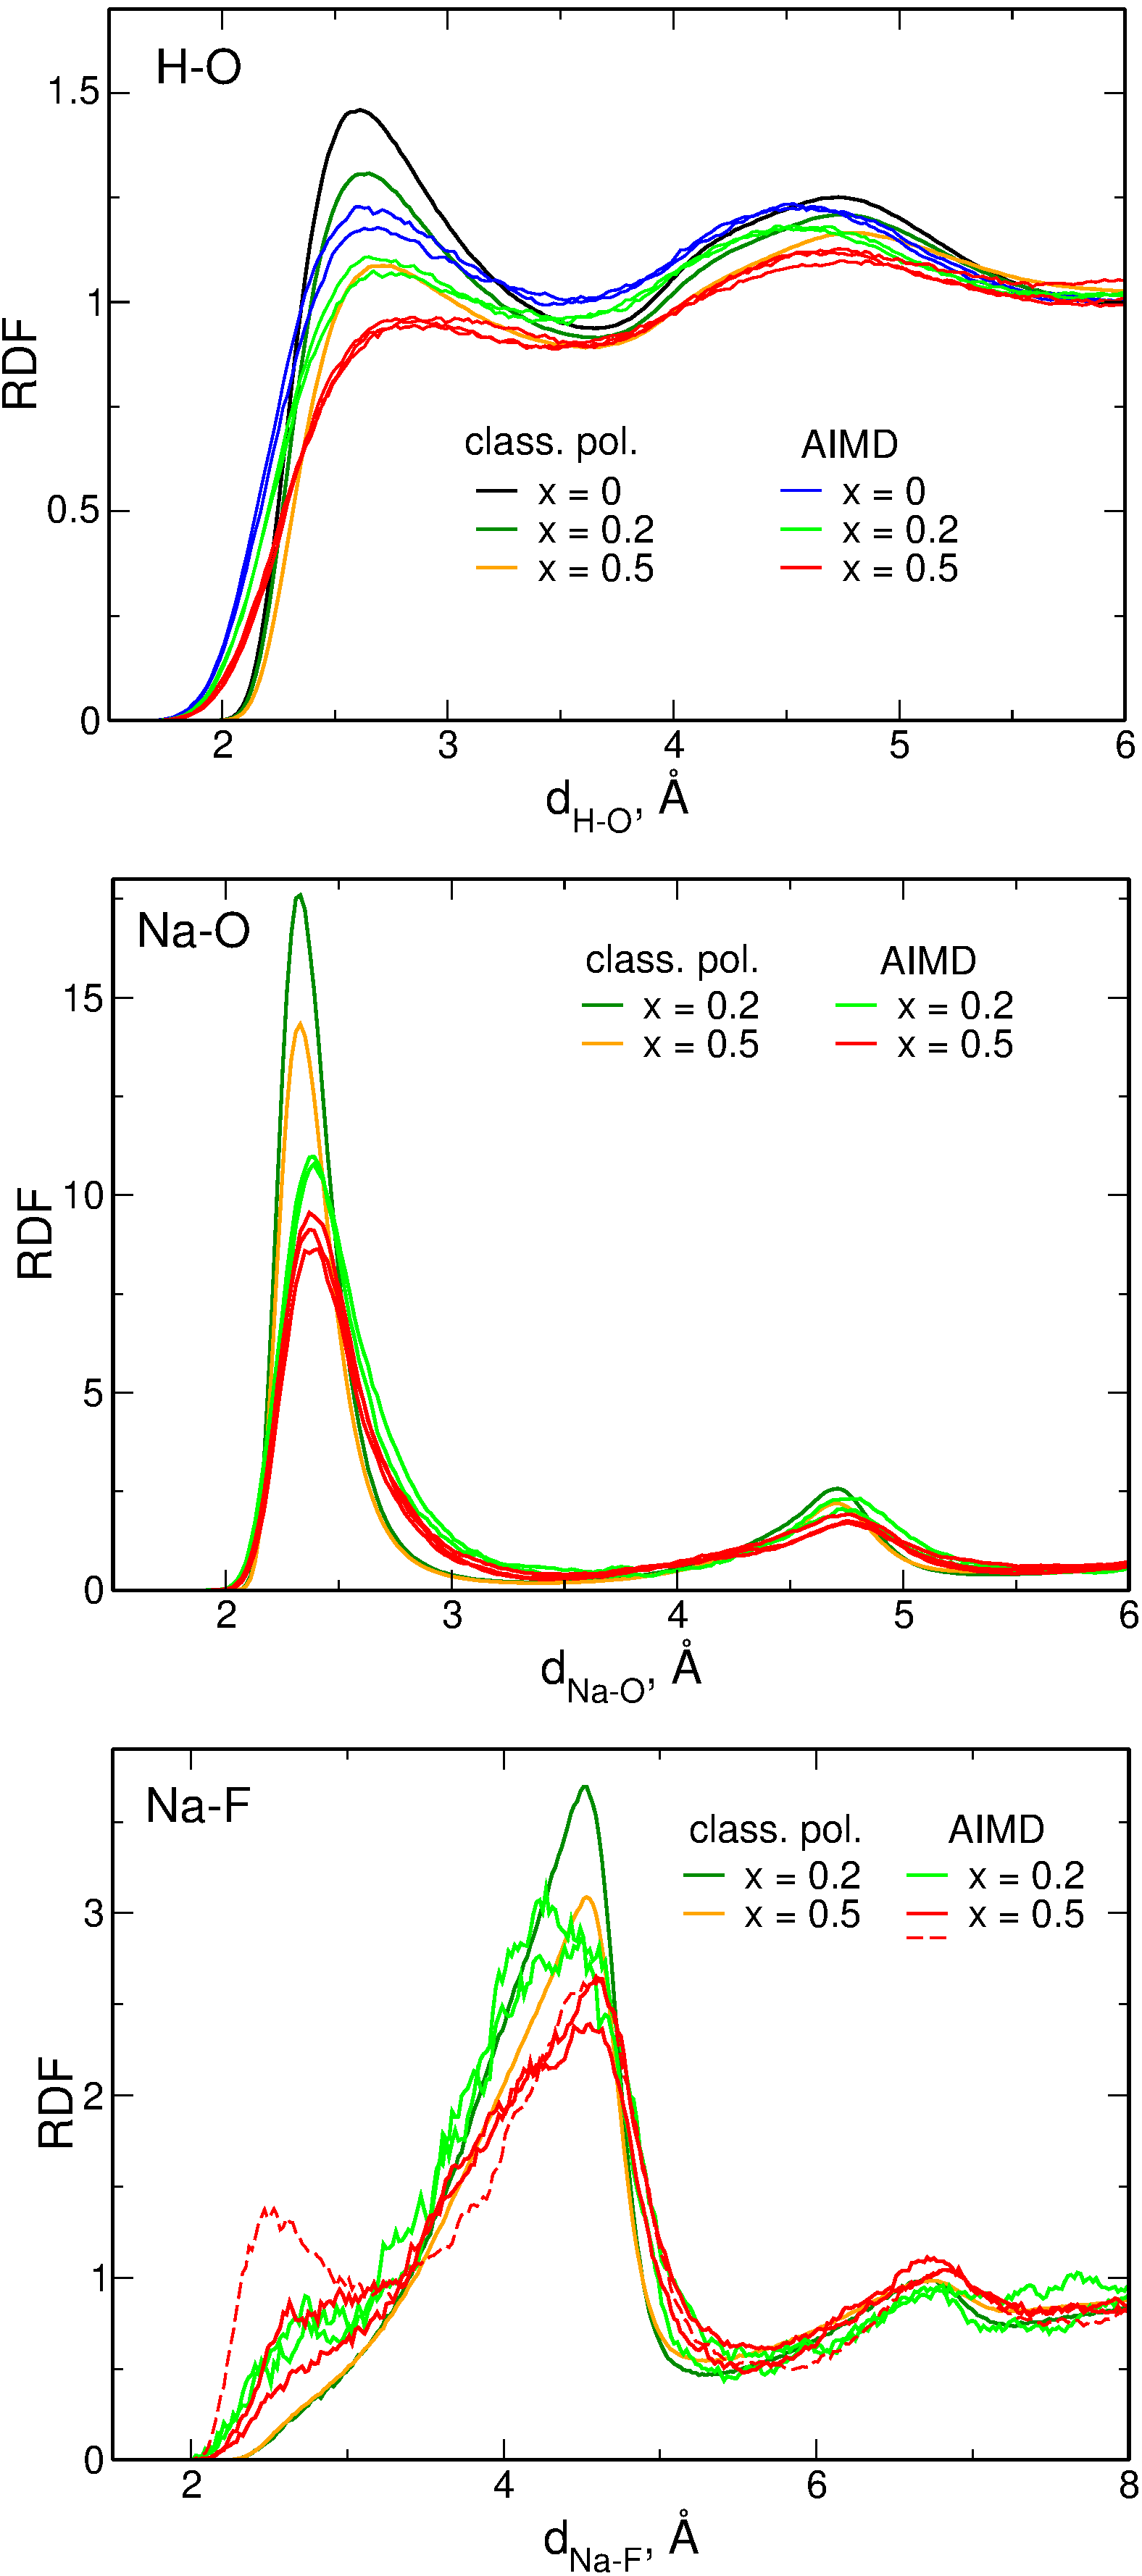 H-O
1.5
1
0.5
0
RDF
class. pol. AIMD
x = 0 x = 0
x = 0.2 x = 0.2
x = 0.5 x = 0.5
2 3 4 5 6
d_H-O, Å
Na-O
15
10
5
0
RDF
class. pol. AIMD
x = 0.2 x = 0.2
x = 0.5 x = 0.5
2 3 4 5 6
d_Na-O, Å
Na-F
3
2
1
0
RDF
class. pol. AIMD
x = 0.2 x = 0.2
x = 0.5 x = 0.5
2 4 6 8
d_Na-F, Å